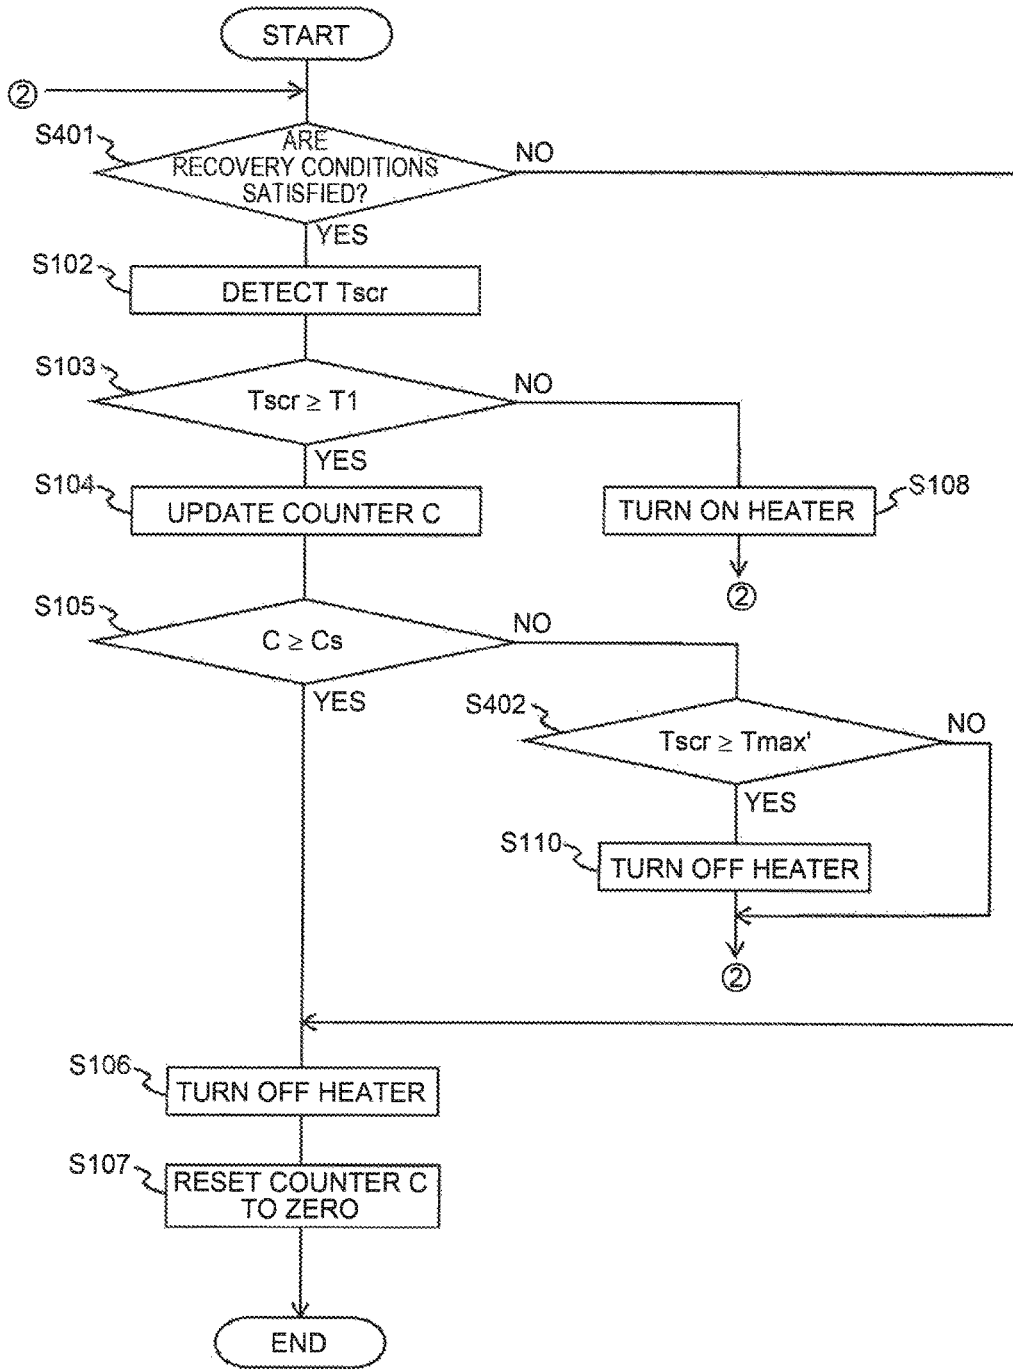 START
②
S401
ARE
RECOVERY CONDITIONS
SATISFIED?
NO
YES
S102
DETECT Tscr
S103
Tscr ≥ T1
NO
YES
S104
UPDATE COUNTER C
TURN ON HEATER
S108
②
S105
C ≥ Cs
NO
YES
S402
Tscr ≥ Tmax'
NO
YES
S110
TURN OFF HEATER
②
S106
TURN OFF HEATER
S107
RESET COUNTER C
TO ZERO
END